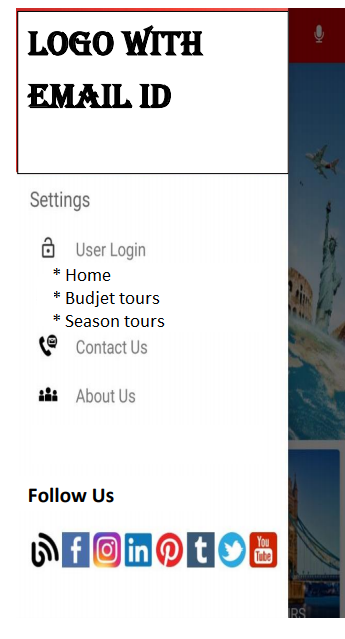 LOGO WITH
EMAIL ID
Settings
User Login
* Home
* Budjet tours
* Season tours
Contact Us
About Us
Follow Us
You
Tube
URS